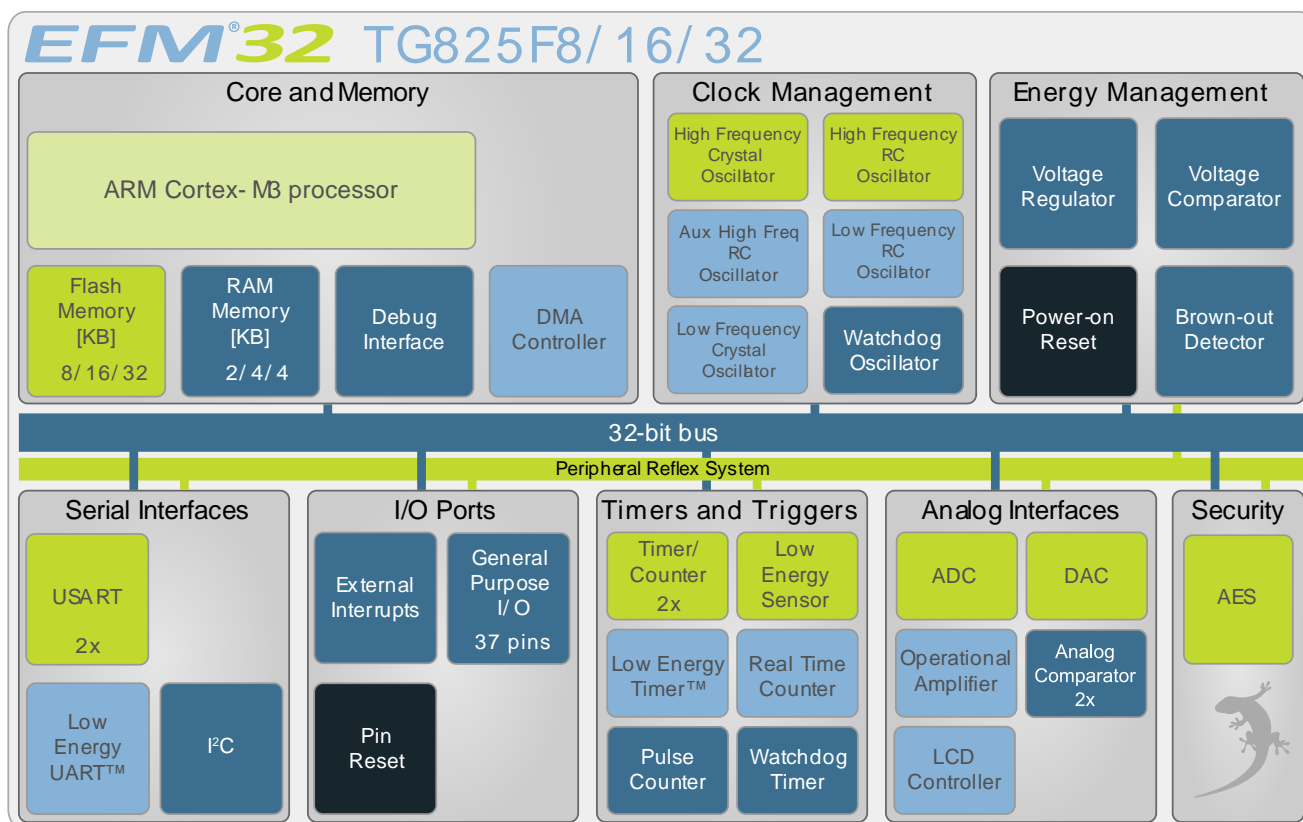 EFM®32 TG825F8/16/32
Core and Memory
ARM Cortex-M3 processor
Flash
Memory
[KB]
8/16/32
RAM
Memory
[KB]
2/4/4
Debug
Interface
DMA
Controller
Clock Management
High Frequency
Crystal
Oscillator
High Frequency
RC
Oscillator
Aux High Freq
RC
Oscillator
Low Frequency
RC
Oscillator
Low Frequency
Crystal
Oscillator
Watchdog
Oscillator
Energy Management
Voltage
Regulator
Voltage
Comparator
Power-on
Reset
Brown-out
Detector
32-bit bus
Peripheral Reflex System
Serial Interfaces
USART
2x
Low
Energy
UART™
I²C
I/O Ports
External
Interrupts
General
Purpose
I/O
37 pins
Pin
Reset
Timers and Triggers
Timer/
Counter
2x
Low
Energy
Sensor
Low Energy
Timer™
Real Time
Counter
Pulse
Counter
Watchdog
Timer
Analog Interfaces
ADC
DAC
Operational
Amplifier
Analog
Comparator
2x
LCD
Controller
Security
AES